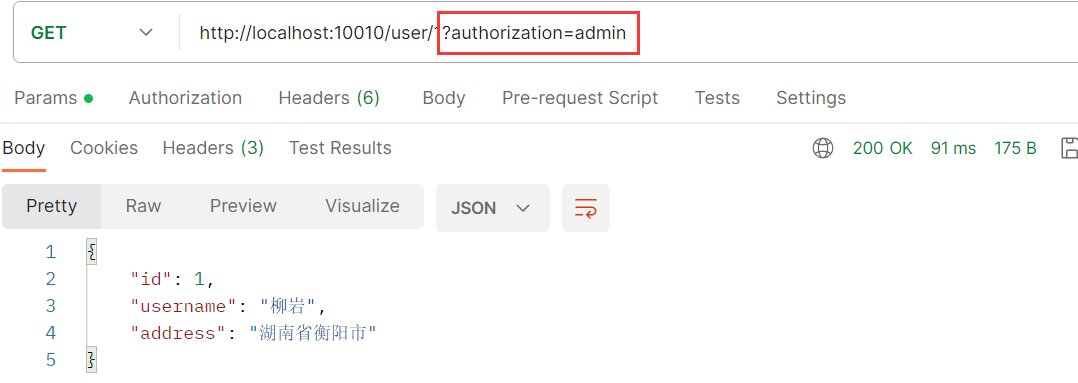 GET http://localhost:10010/user/1?authorization=admin
Params Authorization Headers (6) Body Pre-request Script Tests Settings
Body Cookies Headers (3) Test Results 200 OK 91 ms 175 B
Pretty Raw Preview Visualize JSON
1 {
2 "id": 1,
3 "username": "柳岩",
4 "address": "湖南省衡阳市"
5 }